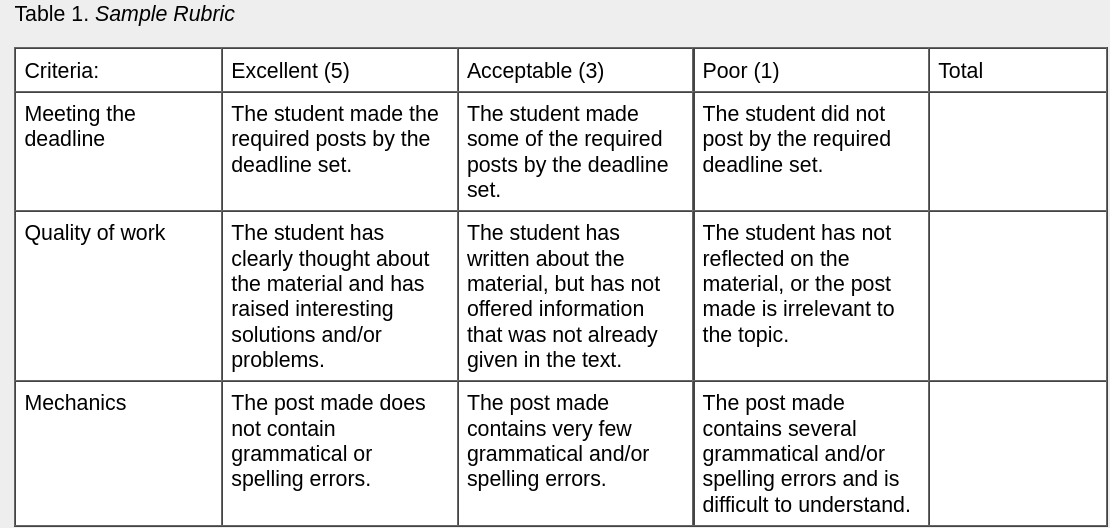 Table 1. Sample Rubric
Criteria:
Excellent (5)
Acceptable (3)
Poor (1)
Total
Meeting the
deadline
The student made the
required posts by the
deadline set.
The student made
some of the required
posts by the deadline
set.
The student did not
post by the required
deadline set.
Quality of work
The student has
clearly thought about
the material and has
raised interesting
solutions and/or
problems.
The student has
written about the
material, but has not
offered information
that was not already
given in the text.
The student has not
reflected on the
material, or the post
made is irrelevant to
the topic.
Mechanics
The post made does
not contain
grammatical or
spelling errors.
The post made
contains very few
grammatical and/or
spelling errors.
The post made
contains several
grammatical and/or
spelling errors and is
difficult to understand.